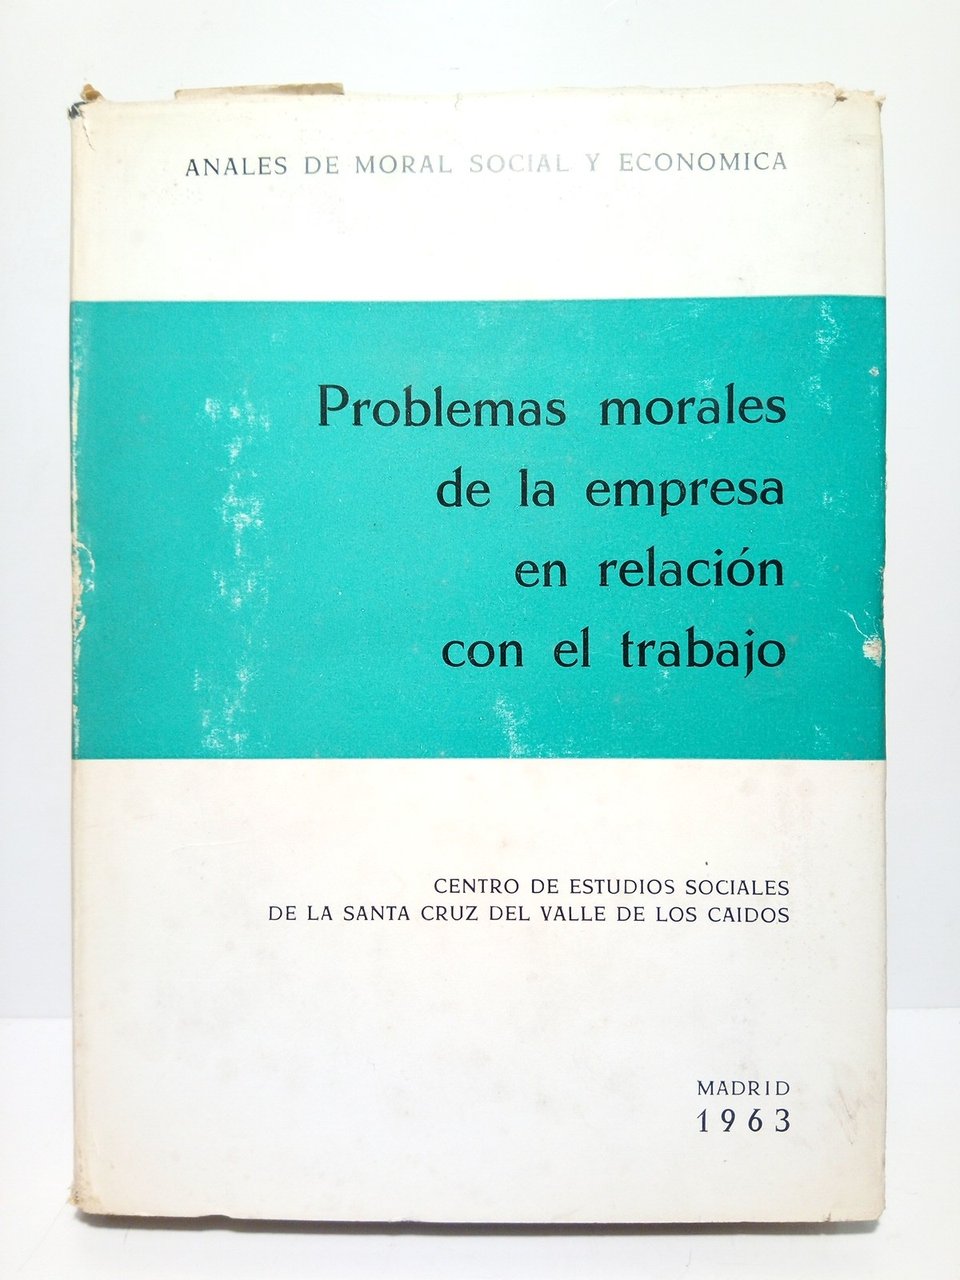 ANALES DE MORAL SOCIAL Y ECONOMICA
Problemas morales
de la empresa
en relación
con el trabajo
CENTRO DE ESTUDIOS SOCIALES
DE LA SANTA CRUZ DEL VALLE DE LOS CAIDOS
MADRID
1963